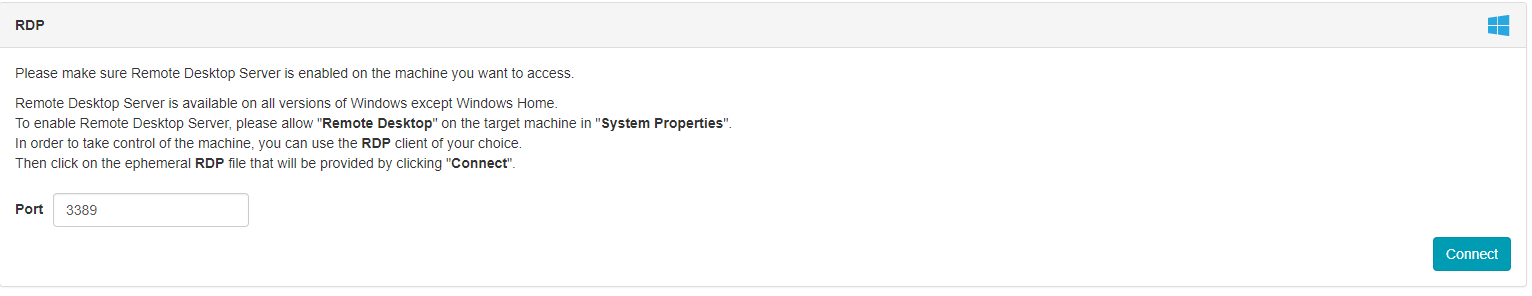 RDP
Please make sure Remote Desktop Server is enabled on the machine you want to access.
Remote Desktop Server is available on all versions of Windows except Windows Home.
To enable Remote Desktop Server, please allow "Remote Desktop" on the target machine in "System Properties".
In order to take control of the machine, you can use the RDP client of your choice.
Then click on the ephemeral RDP file that will be provided by clicking "Connect".
Port 3389
Connect